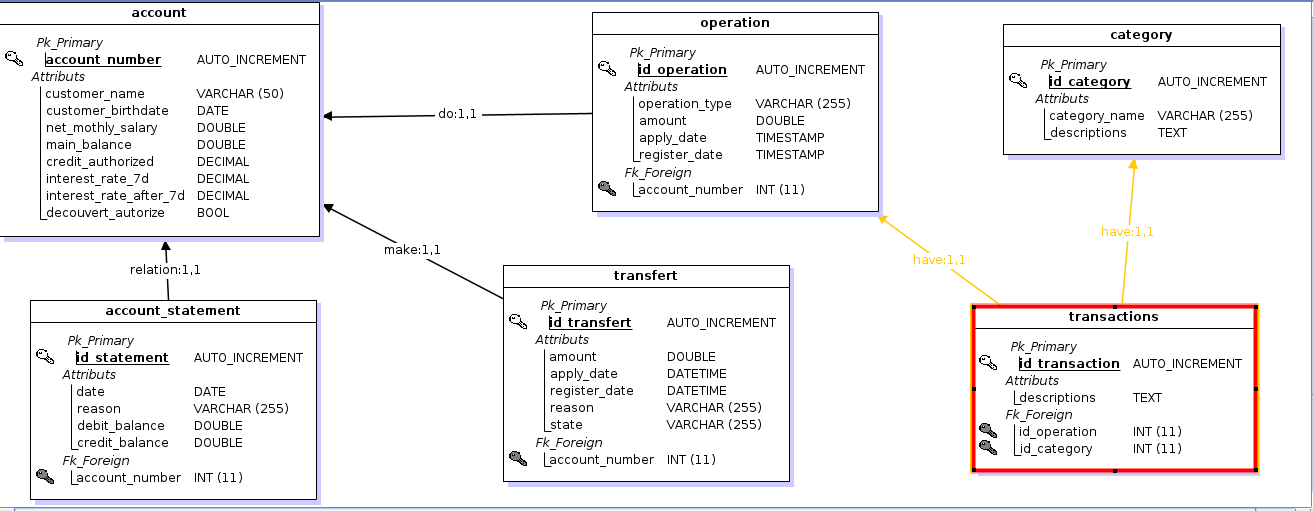 account
Pk_Primary
account_number AUTO_INCREMENT
Attributs
customer_name VARCHAR (50)
customer_birthdate DATE
net_mothly_salary DOUBLE
main_balance DOUBLE
credit_authorized DECIMAL
interest_rate_7d DECIMAL
interest_rate_after_7d DECIMAL
decouvert_autorize BOOL
do:1,1
operation
Pk_Primary
id_operation AUTO_INCREMENT
Attributs
operation_type VARCHAR (255)
amount DOUBLE
apply_date TIMESTAMP
register_date TIMESTAMP
Fk_Foreign
account_number INT (11)
category
Pk_Primary
id_category AUTO_INCREMENT
Attributs
category_name VARCHAR (255)
descriptions TEXT
relation:1,1
make:1,1
have:1,1
have:1,1
account_statement
Pk_Primary
id_statement AUTO_INCREMENT
Attributs
date DATE
reason VARCHAR (255)
debit_balance DOUBLE
credit_balance DOUBLE
Fk_Foreign
account_number INT (11)
transfert
Pk_Primary
id_transfert AUTO_INCREMENT
Attributs
amount DOUBLE
apply_date DATETIME
register_date DATETIME
reason VARCHAR (255)
state VARCHAR (255)
Fk_Foreign
account_number INT (11)
transactions
Pk_Primary
id_transaction AUTO_INCREMENT
Attributs
descriptions TEXT
Fk_Foreign
id_operation INT (11)
id_category INT (11)